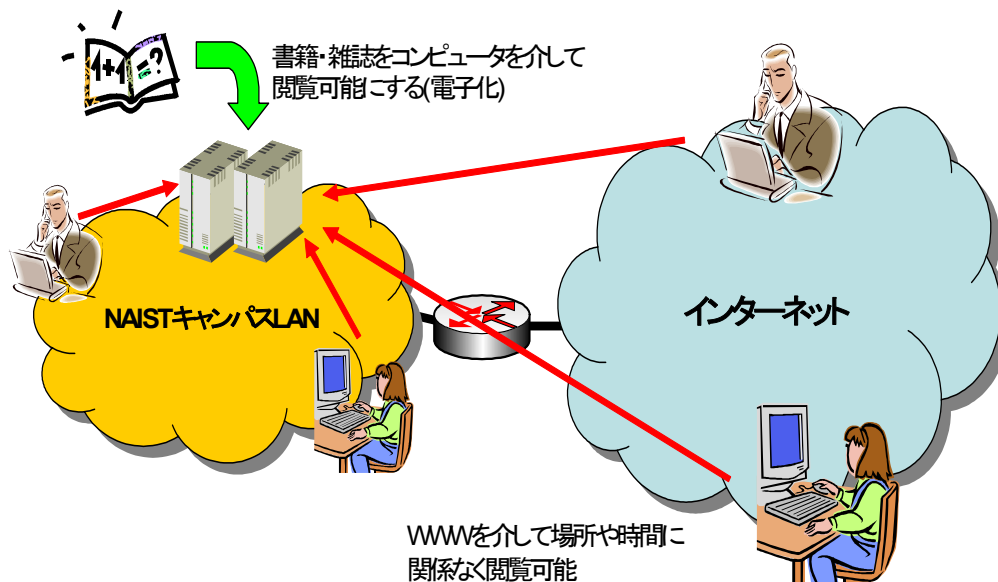 1+1=?
書籍・雑誌をコンピュータを介して
閲覧可能にする(電子化)
NAISTキャンパスLAN
インターネット
WWWを介して場所や時間に
関係なく閲覧可能